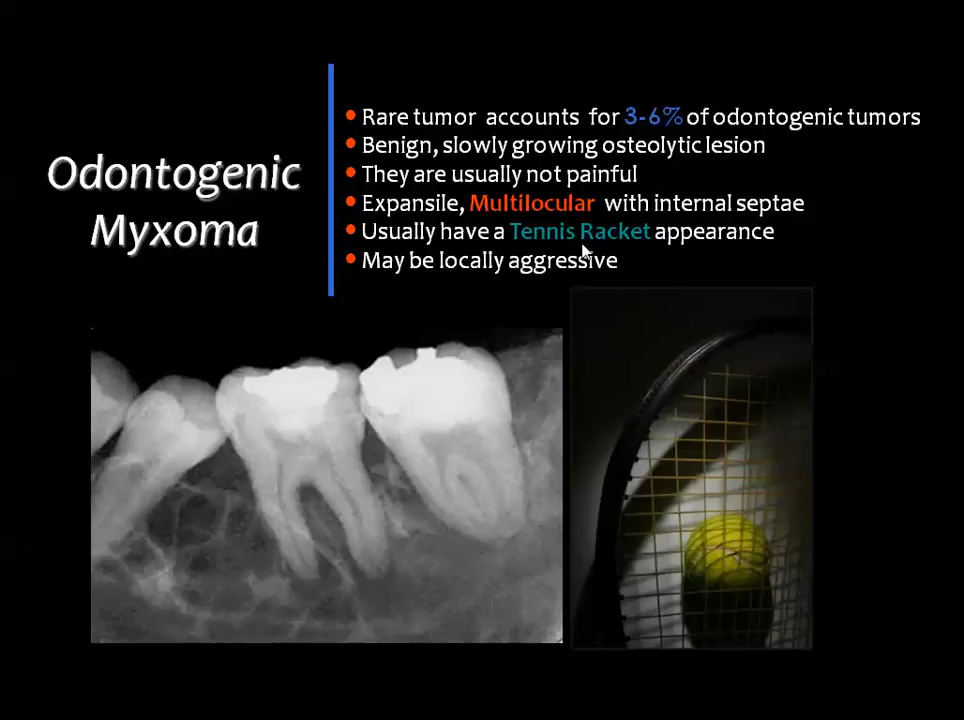 Odontogenic
Myxoma
Rare tumor accounts for 3-6% of odontogenic tumors
Benign, slowly growing osteolytic lesion
They are usually not painful
Expansile, Multilocular with internal septae
Usually have a Tennis Racket appearance
May be locally aggressive